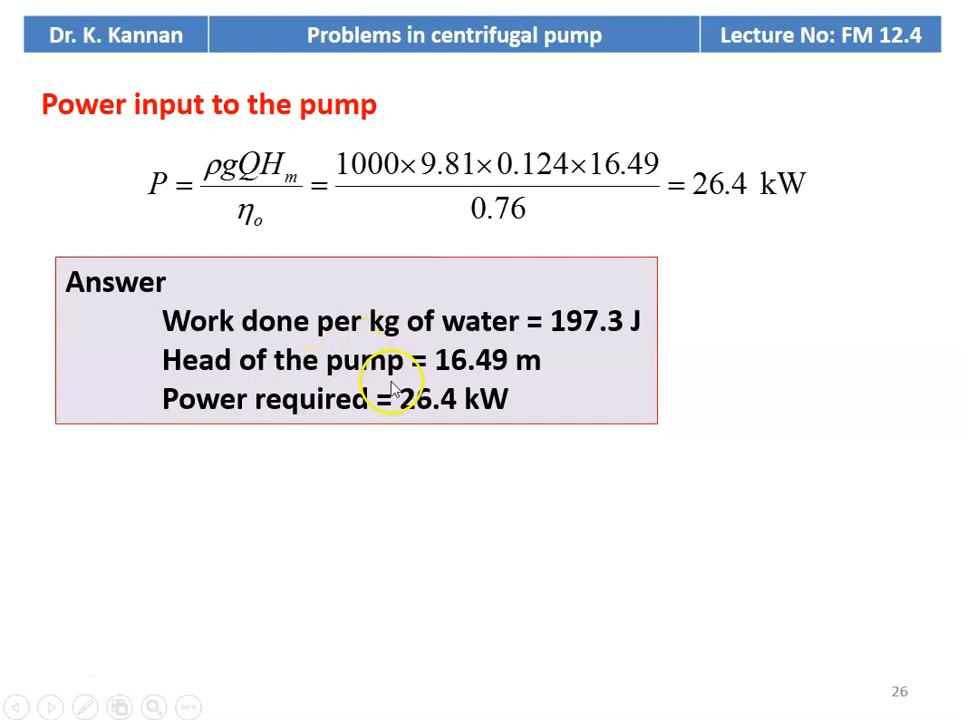 Dr. K. Kannan Problems in centrifugal pump Lecture No: FM 12.4
Power input to the pump
P = ρgQHₘ / ηₒ = 1000×9.81×0.124×16.49 / 0.76 = 26.4 kW
Answer
Work done per kg of water = 197.3 J
Head of the pump = 16.49 m
Power required = 26.4 kW
26